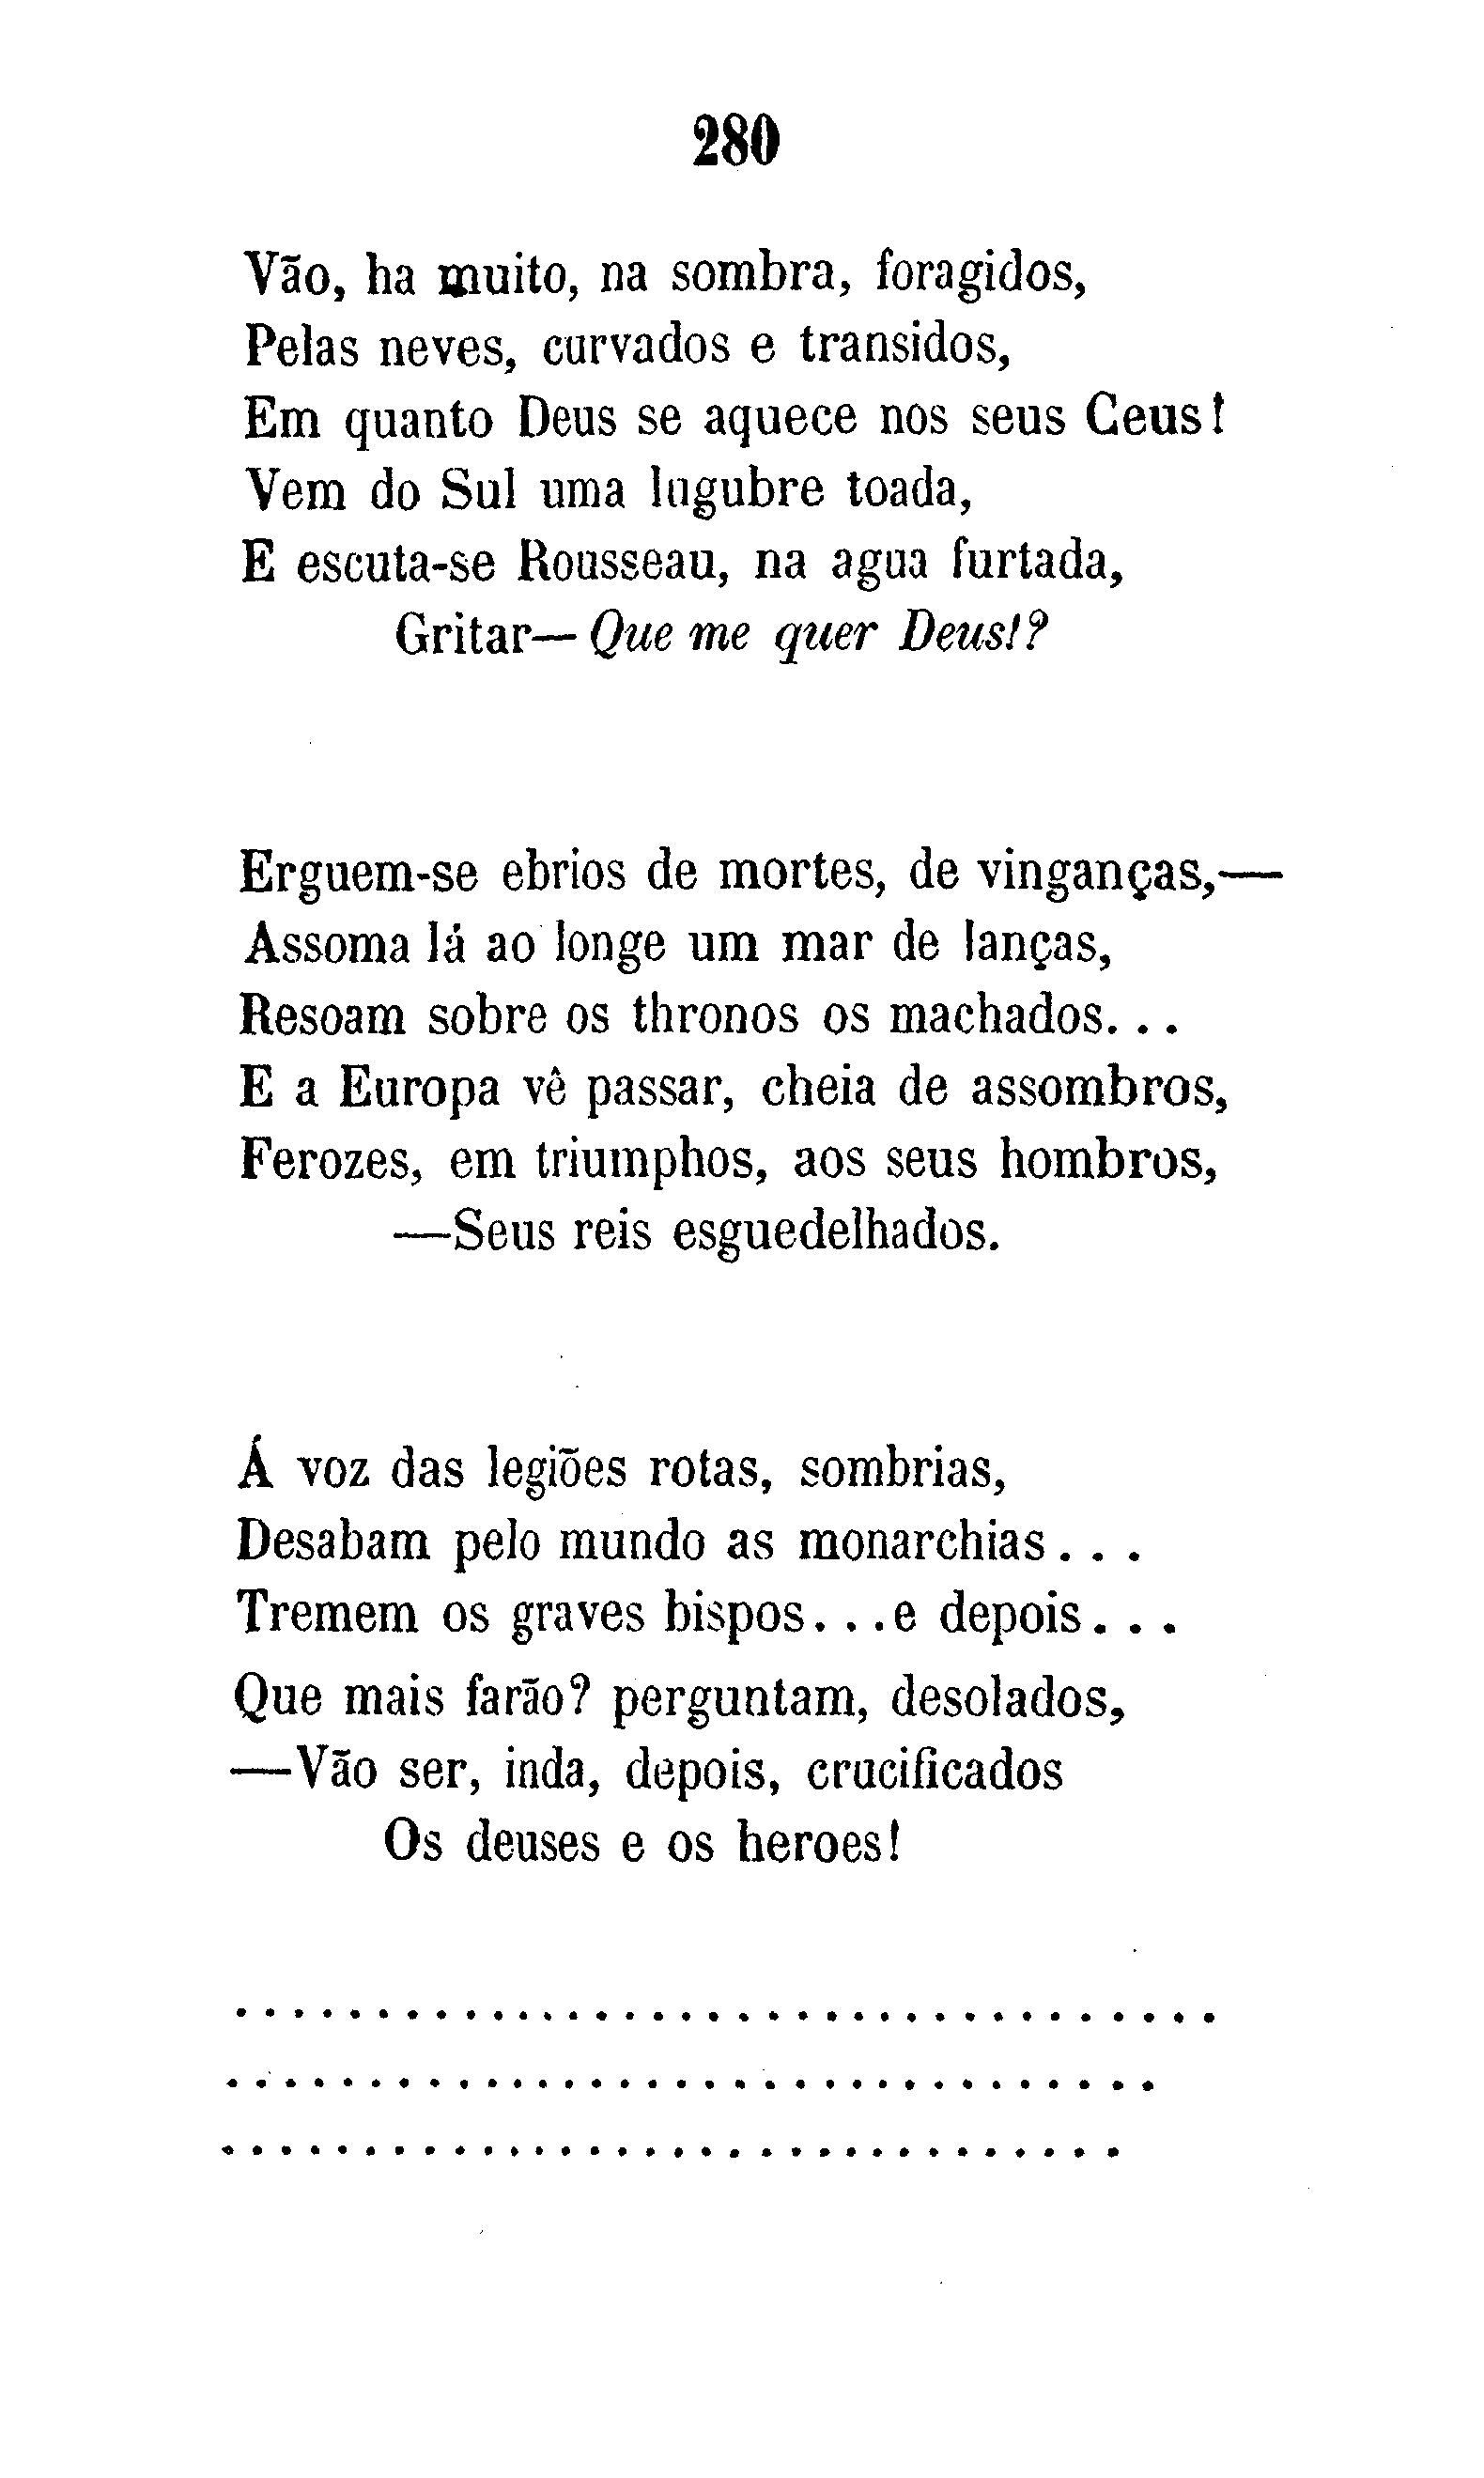 280
Vão, ha muito, na sombra, foragidos,
Pelas neves, curvados e transidos,
Em quanto Deus se aquece nos seus Ceus!
Vem do Sul uma lugubre toada,
E escuta-se Rousseau, na agua furtada,
Gritar—Que me quer Deus!?
Erguem-se ebrios de mortes, de vinganças,—
Assoma lá ao longe um mar de lanças,
Resoam sobre os thronos os machados...
E a Europa vê passar, cheia de assombros,
Ferozes, em triumphos, aos seus hombros,
—Seus reis esguedelhados.
Á voz das legiões rotas, sombrias,
Desabam pelo mundo as monarchias...
Tremem os graves bispos...e depois...
Que mais farão? perguntam, desolados,
—Vão ser, inda, depois, crucificados
Os deuses e os heroes!
..................................
.................................
................................